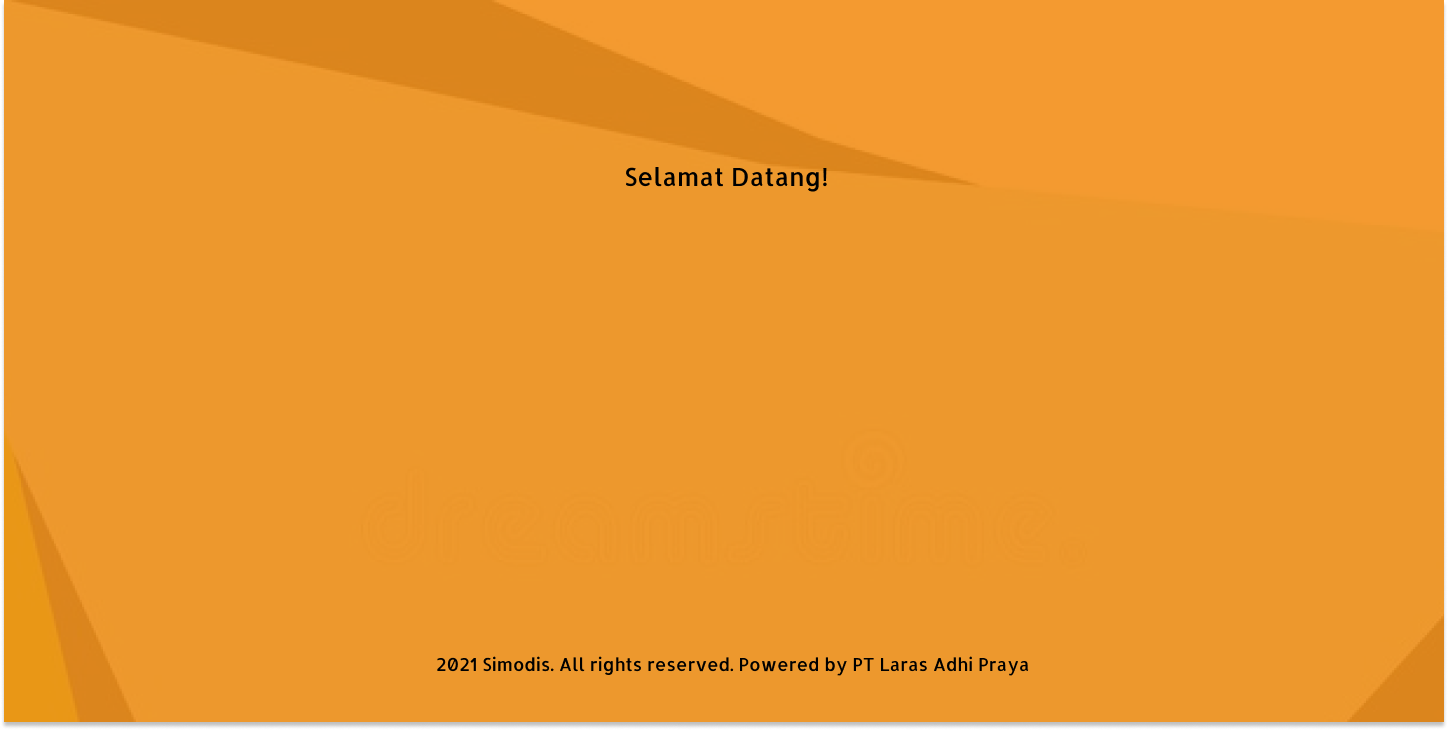 Selamat Datang!
dreamstime.
2021 Simodis. All rights reserved. Powered by PT Laras Adhi Praya